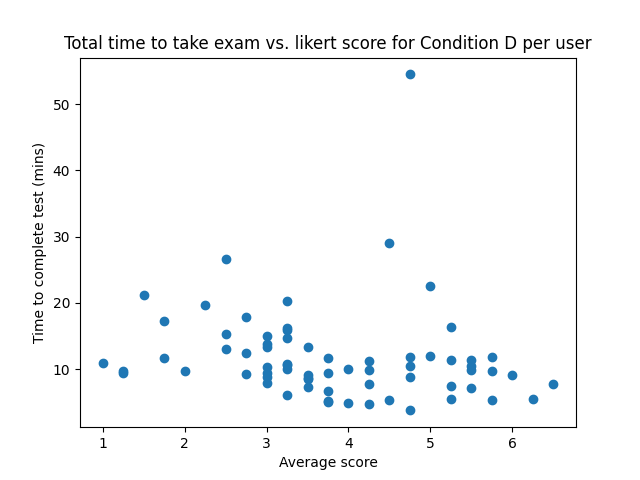 Total time to take exam vs. likert score for Condition D per user
Time to complete test (mins)
50
40
30
20
10
1 2 3 4 5 6
Average score